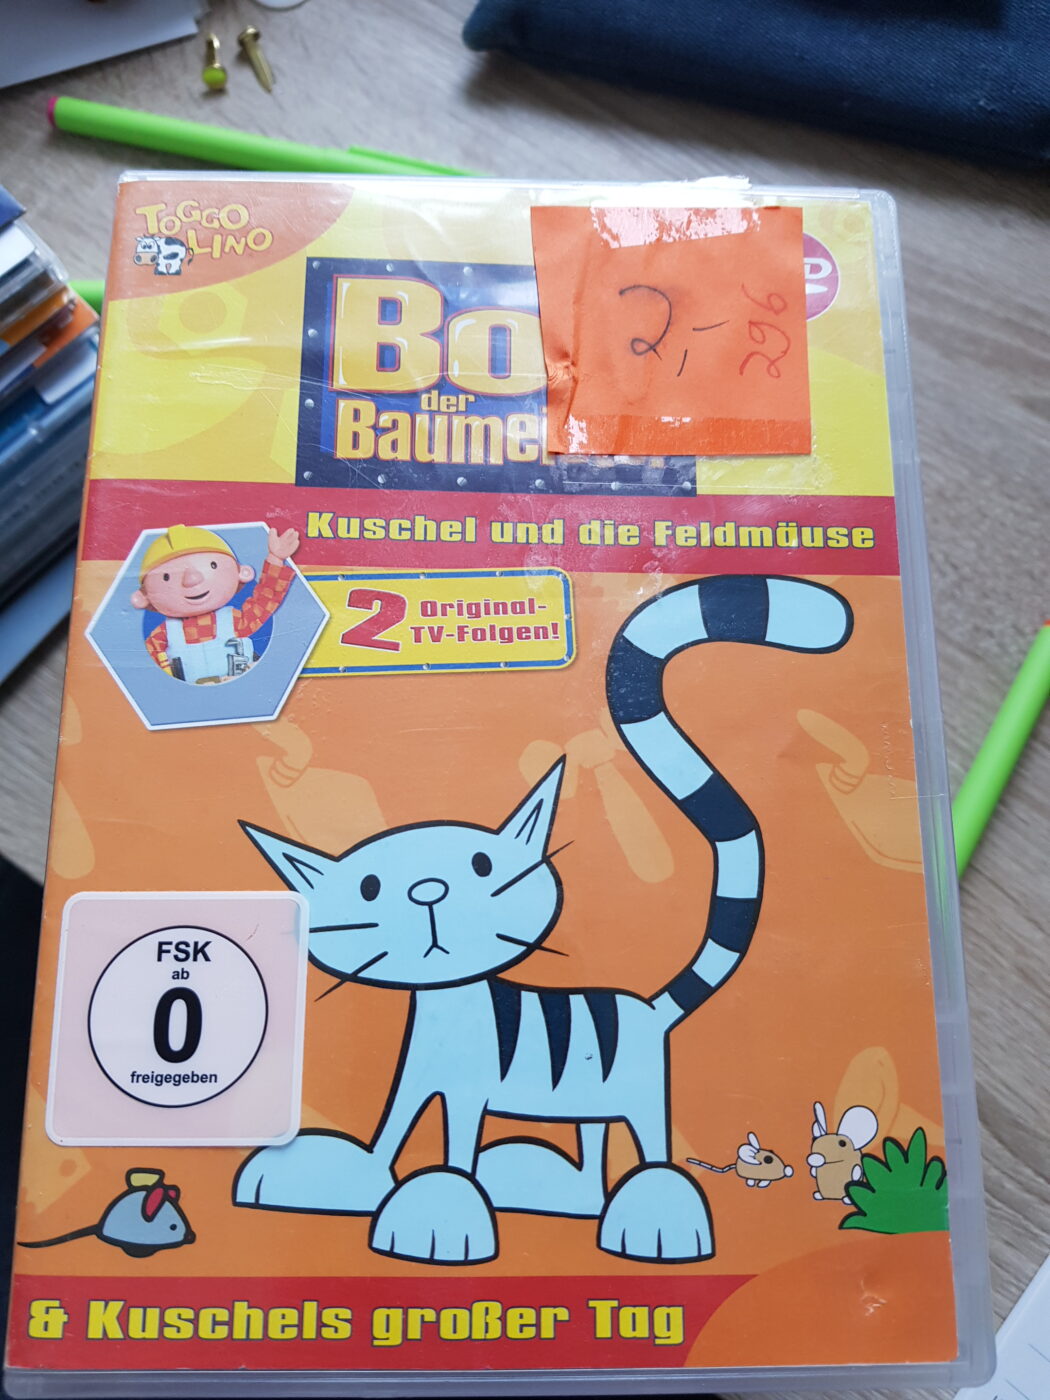 TOGGO
LINO
2,-
296
Bo
der
Baumei
Kuschel und die Feldmäuse
2 Original-
TV-Folgen!
FSK
ab
0
freigegeben
& Kuschels großer Tag